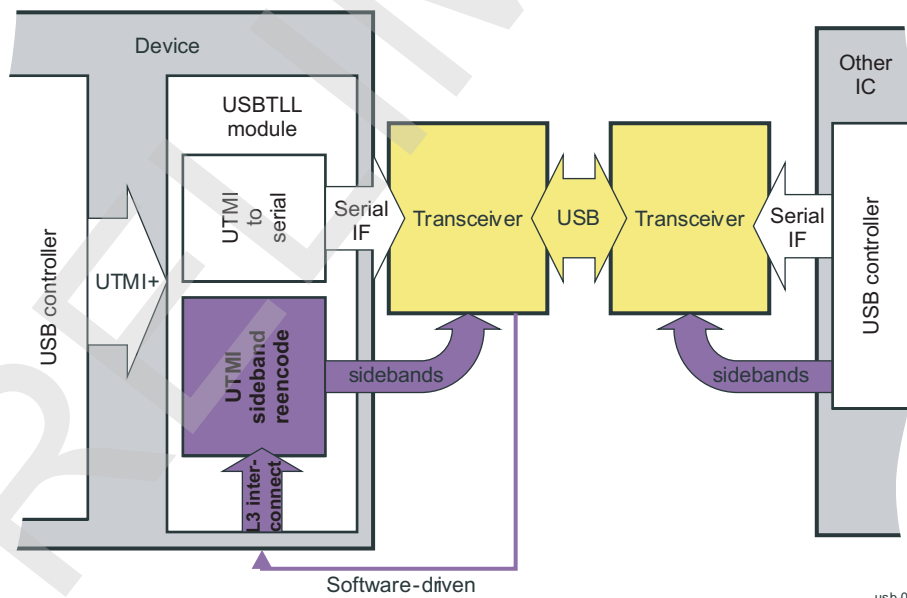 Device
Other
IC
USBTLL
module
UTMI
to
serial
Serial
IF
Transceiver
USB
Transceiver
Serial
IF
USB controller
UTMI+
USB controller
UTMI
sideband
reencode
sidebands
sidebands
L3 inter-
connect
Software-driven